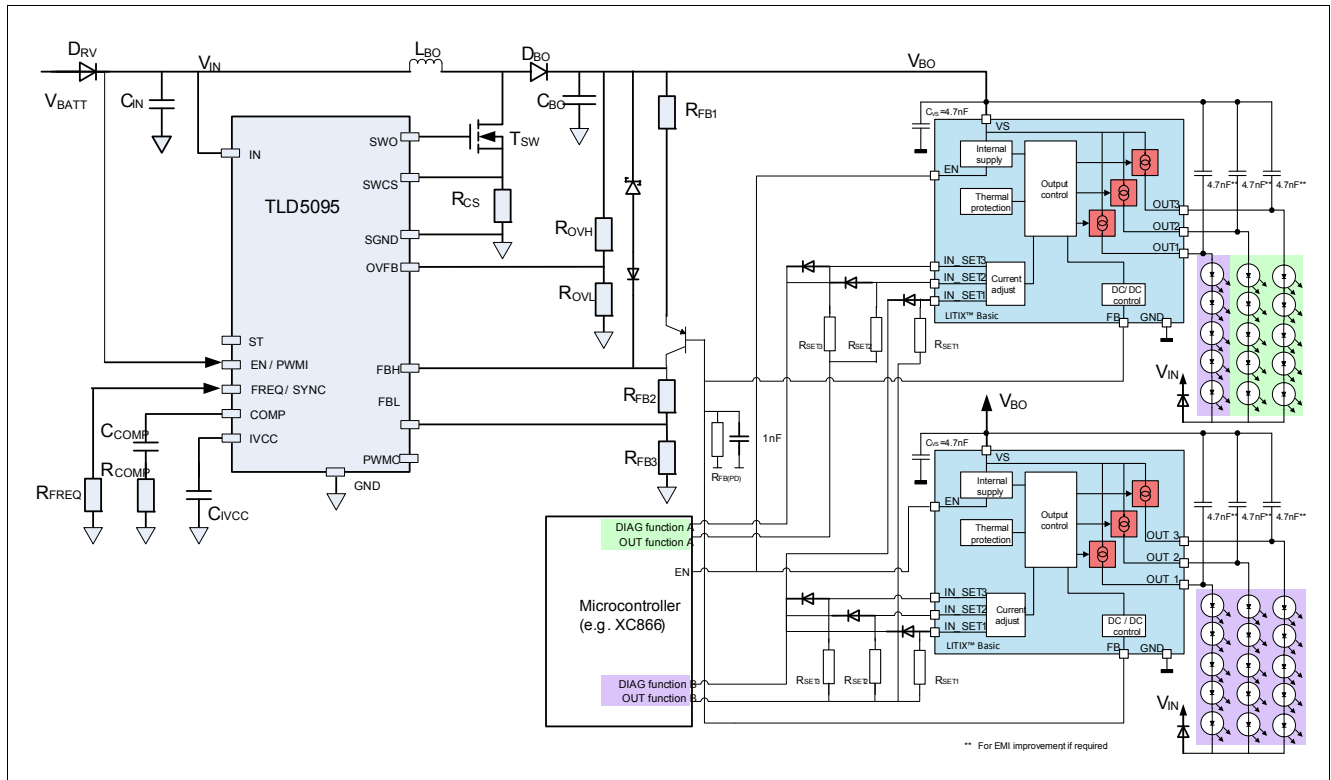 DRV
VBATT
CIN
VIN
LBO
DBO
CBO
VBO
RFB1
TSW
RCS
ROVH
ROVL
TLD5095
IN
SWO
SWCS
SGND
OVFB
ST
EN / PWMI
FREQ / SYNC
COMP
IVCC
FBH
FBL
PWMO
GND
RFREQ
CCOMP
RCOMP
CIVCC
RFB2
RFB3
RFB(PD)
1nF
Microcontroller
(e.g. XC866)
DIAG function A
OUT function A
EN
DIAG function B
OUT function B
CVS=4.7nF
VS
Internal
supply
EN
Thermal
protection
Output
control
OUT3
OUT2
OUT1
IN_SET3
IN_SET2
IN_SET1
Current
adjust
DC/ DC
control
LITIX™ Basic
FB
GND
4.7nF**
4.7nF**
4.7nF**
RSET3
RSET2
RSET1
VIN
VBO
CVS=4.7nF
VS
Internal
supply
EN
Thermal
protection
Output
control
OUT 3
OUT 2
OUT 1
IN_SET3
IN_SET2
IN_SET1
Current
adjust
DC / DC
control
LITIX™ Basic
FB
GND
4.7nF**
4.7nF**
4.7nF**
RSET3
RSET2
RSET1
VIN
** For EMI improvement if required